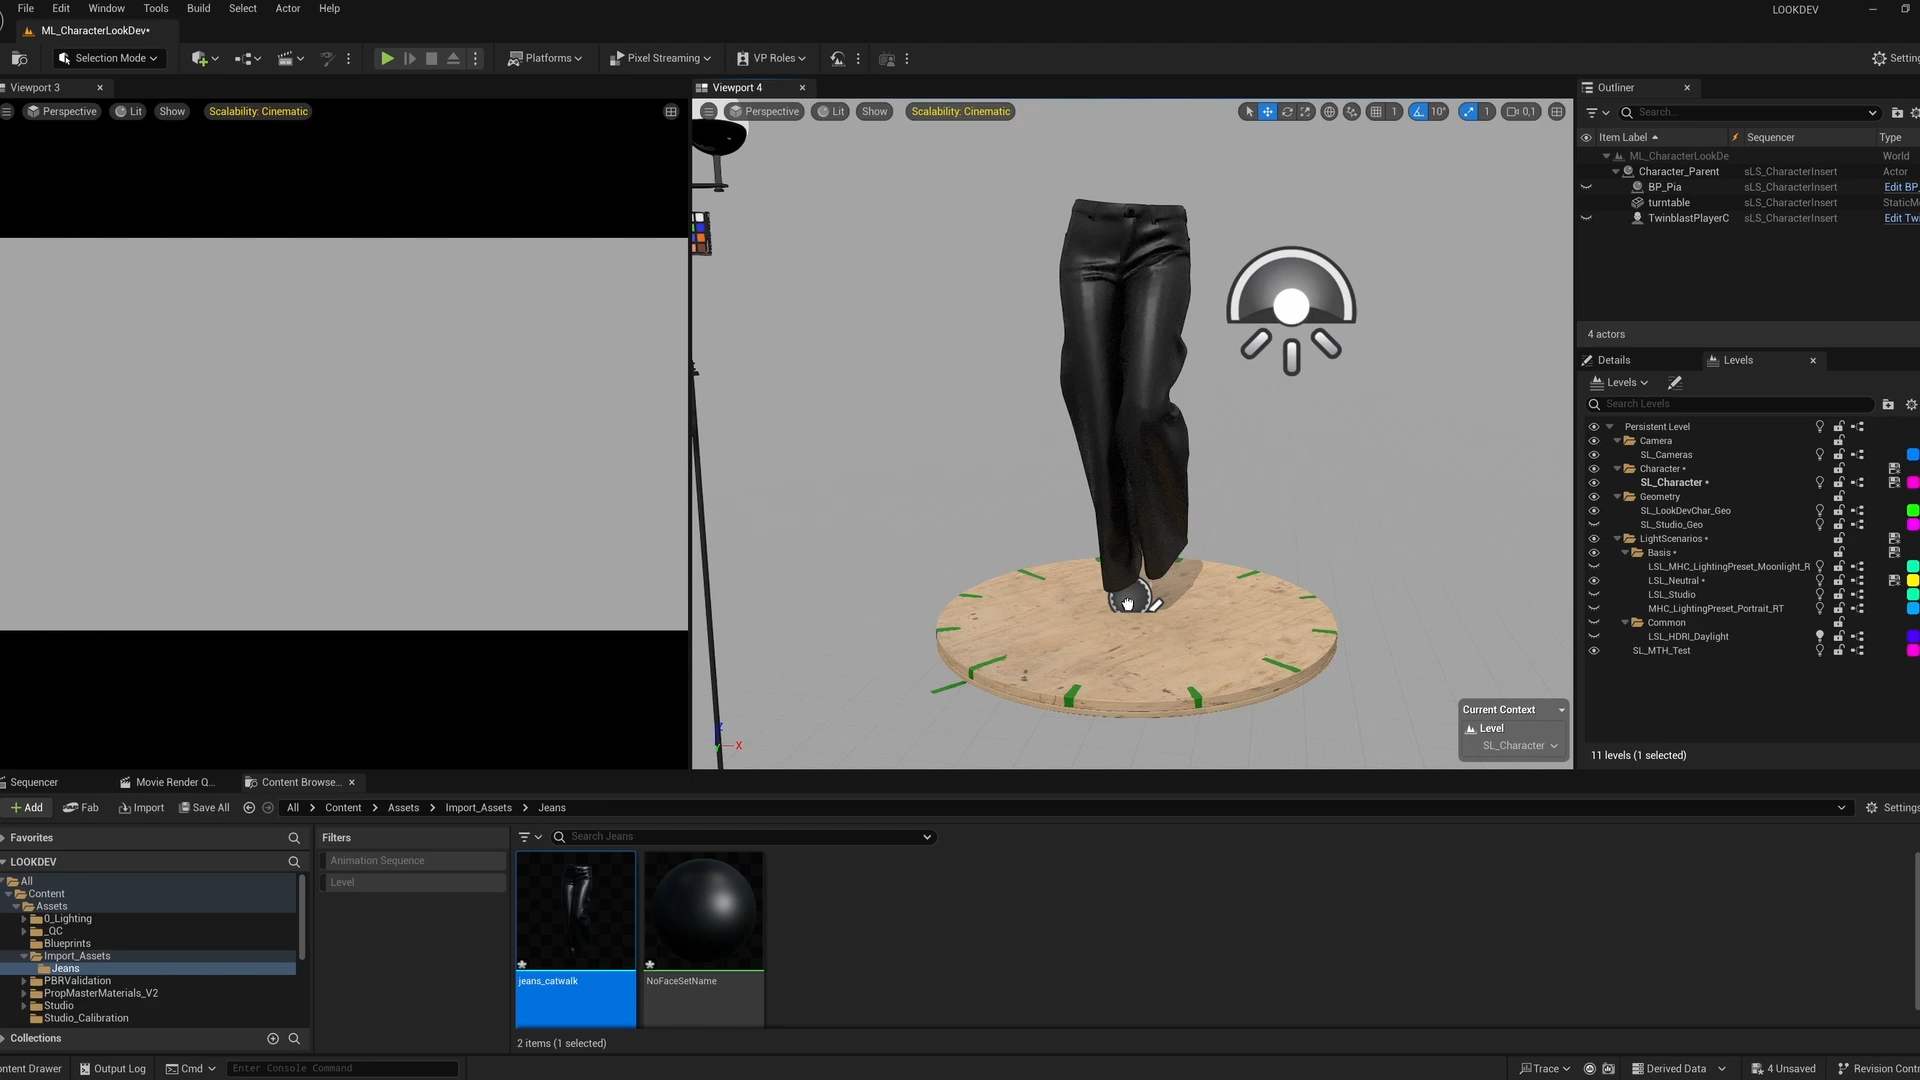 File Edit Window Tools Build Select Actor Help
LOOKDEV
ML_CharacterLookDev•
Selection Mode
Platforms
Pixel Streaming
VP Roles
Viewport 3
Viewport 4
Outliner
Perspective Lit Show Scalability: Cinematic
Perspective Lit Show Scalability: Cinematic
1 10° 1 0,1
Search...
Item Label Sequencer Type
ML_CharacterLookDe World
Character_Parent sLS_CharacterInsert Actor
BP_Pia sLS_CharacterInsert Edit BP_
turntable sLS_CharacterInsert StaticM
TwinblastPlayerC sLS_CharacterInsert Edit Tw
4 actors
Details Levels
Levels
Search Levels
Persistent Level
Camera
SL_Cameras
Character •
SL_Character •
Geometry
SL_LookDevChar_Geo
SL_Studio_Geo
LightScenarios •
Basis •
LSL_MHC_LightingPreset_Moonlight_R
LSL_Neutral •
LSL_Studio
MHC_LightingPreset_Portrait_RT
Common
LSL_HDRI_Daylight
SL_MTH_Test
11 levels (1 selected)
Current Context
Level
SL_Character
X
Sequencer Movie Render Q... Content Browse...
Add Fab Import Save All All Content Assets Import_Assets Jeans
Settings
Favorites
LOOKDEV
All
Content
Assets
0_Lighting
_QC
Blueprints
Import_Assets
Jeans
PBRValidation
PropMasterMaterials_V2
Studio
Studio_Calibration
Collections
Filters
Animation Sequence
Level
Search Jeans
jeans_catwalk
NoFaceSetName
2 items (1 selected)
Output Log Cmd Enter Console Command
Trace Derived Data 4 Unsaved